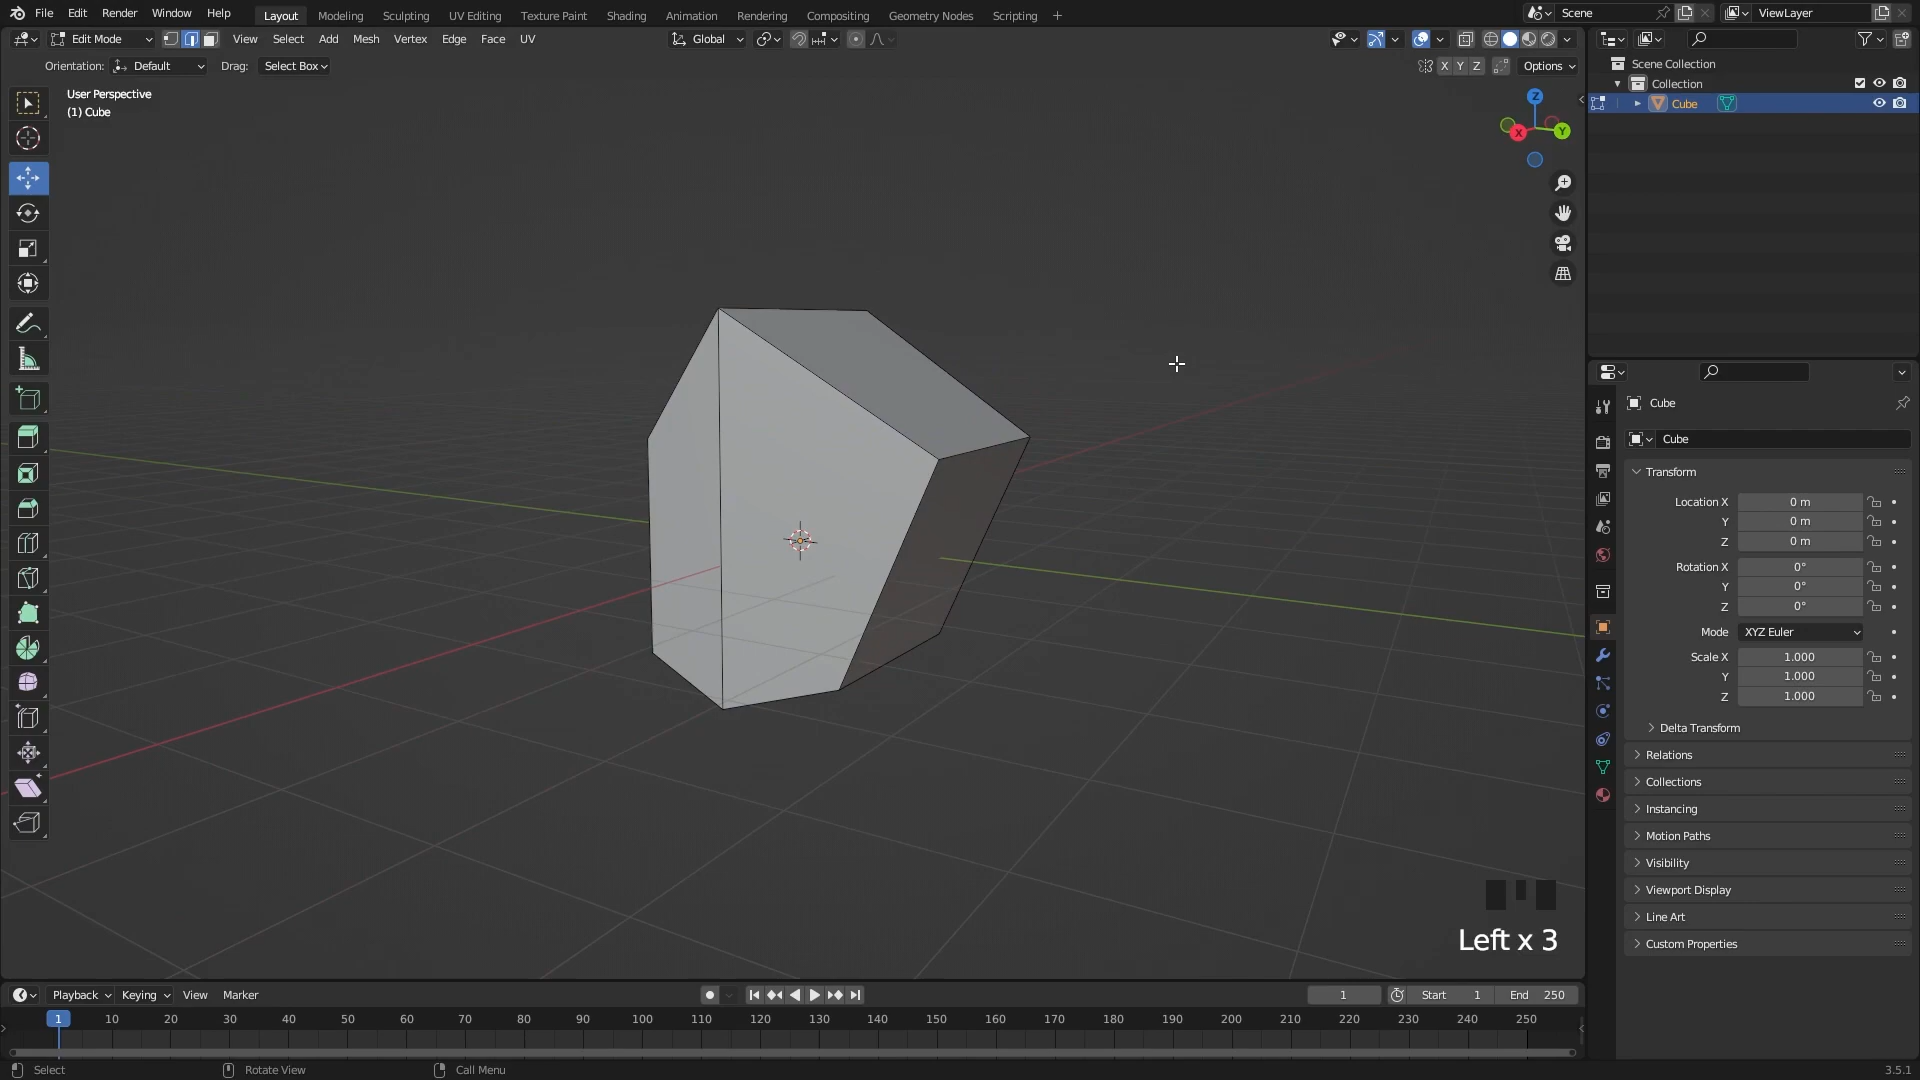 File Edit Render Window Help Layout Modeling Sculpting UV Editing Texture Paint Shading Animation Rendering Compositing Geometry Nodes Scripting + Scene ViewLayer
Edit Mode View Select Add Mesh Vertex Edge Face UV Global
Orientation: Default Drag: Select Box X Y Z Options
User Perspective
(1) Cube
Z
X Y
Scene Collection
Collection
Cube
Cube
Cube
Transform
Location X 0 m
Y 0 m
Z 0 m
Rotation X 0°
Y 0°
Z 0°
Mode XYZ Euler
Scale X 1.000
Y 1.000
Z 1.000
Delta Transform
Relations
Collections
Instancing
Motion Paths
Visibility
Viewport Display
Line Art
Custom Properties
Left x 3
Playback Keying View Marker 1 Start 1 End 250
1 10 20 30 40 50 60 70 80 90 100 110 120 130 140 150 160 170 180 190 200 210 220 230 240 250
Select Rotate View Call Menu 3.5.1